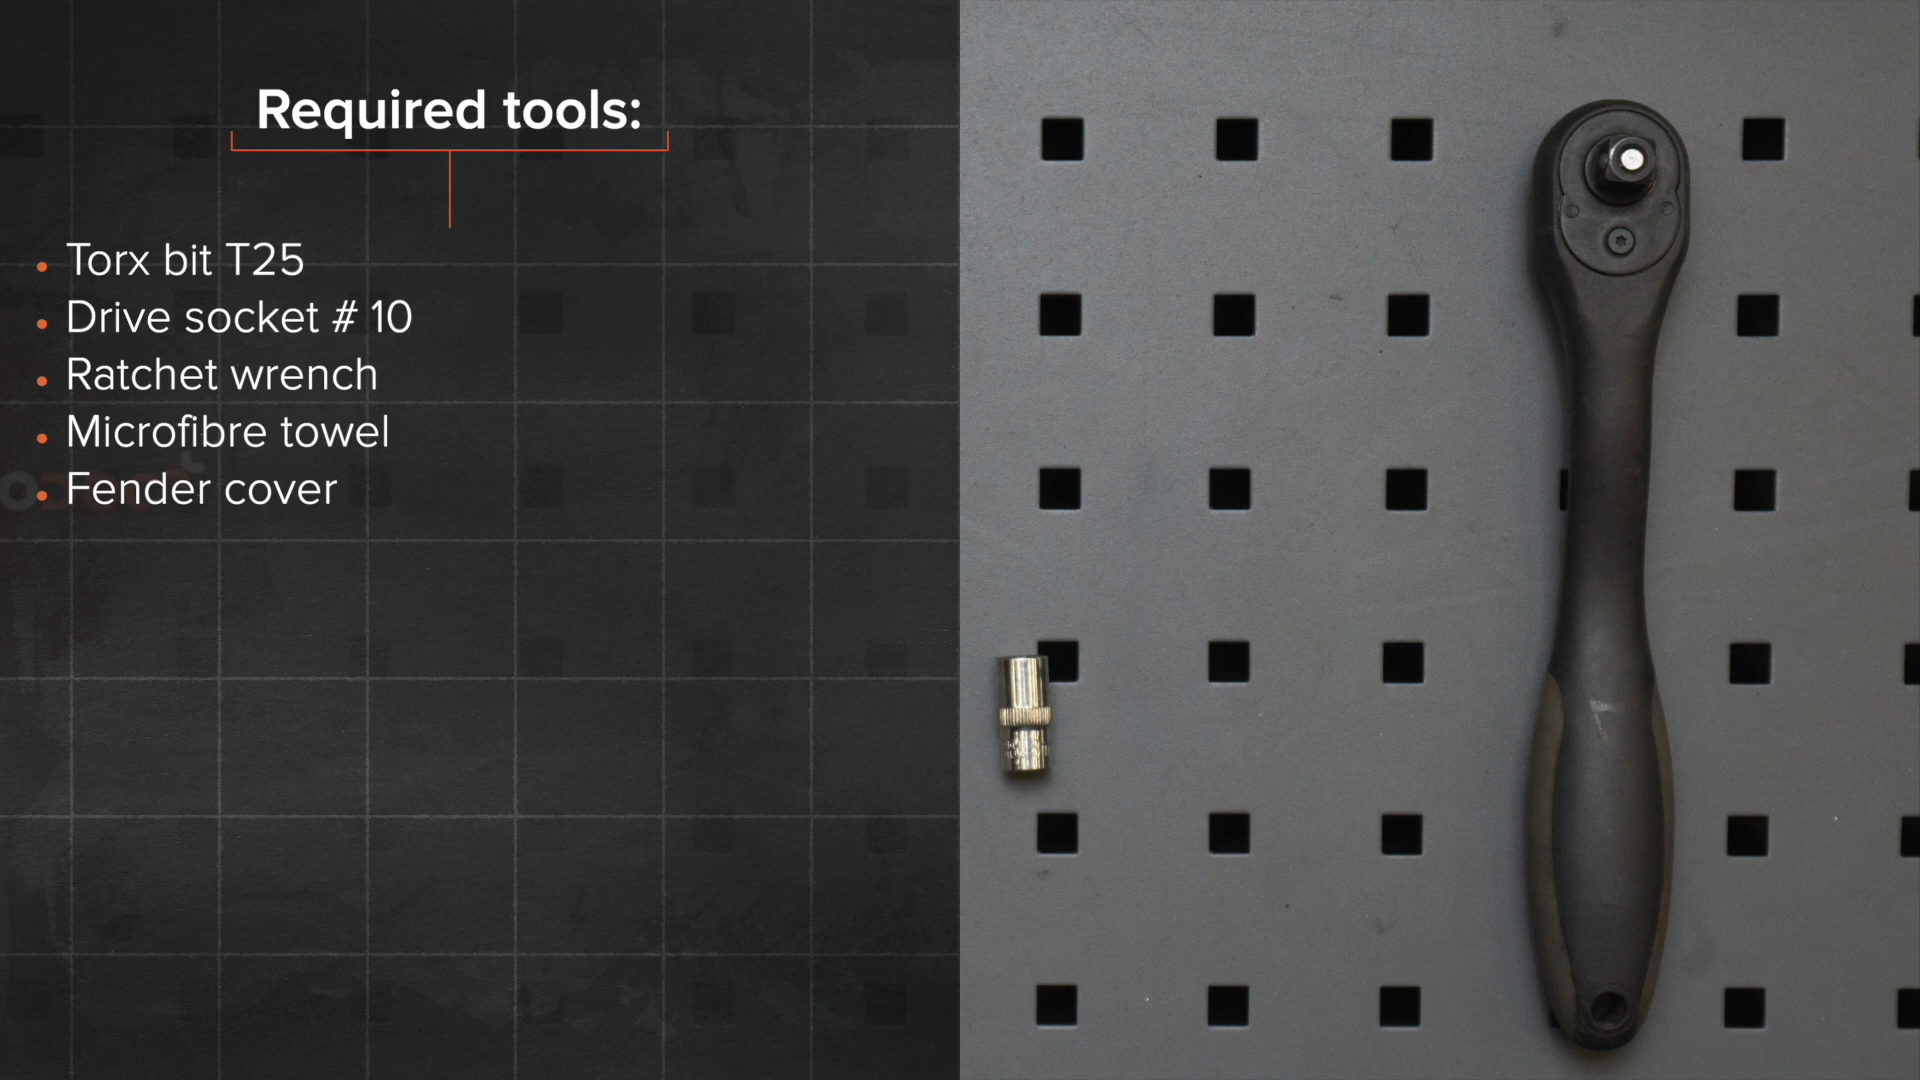 Required tools:
Torx bit T25
Drive socket # 10
Ratchet wrench
Microfibre towel
Fender cover